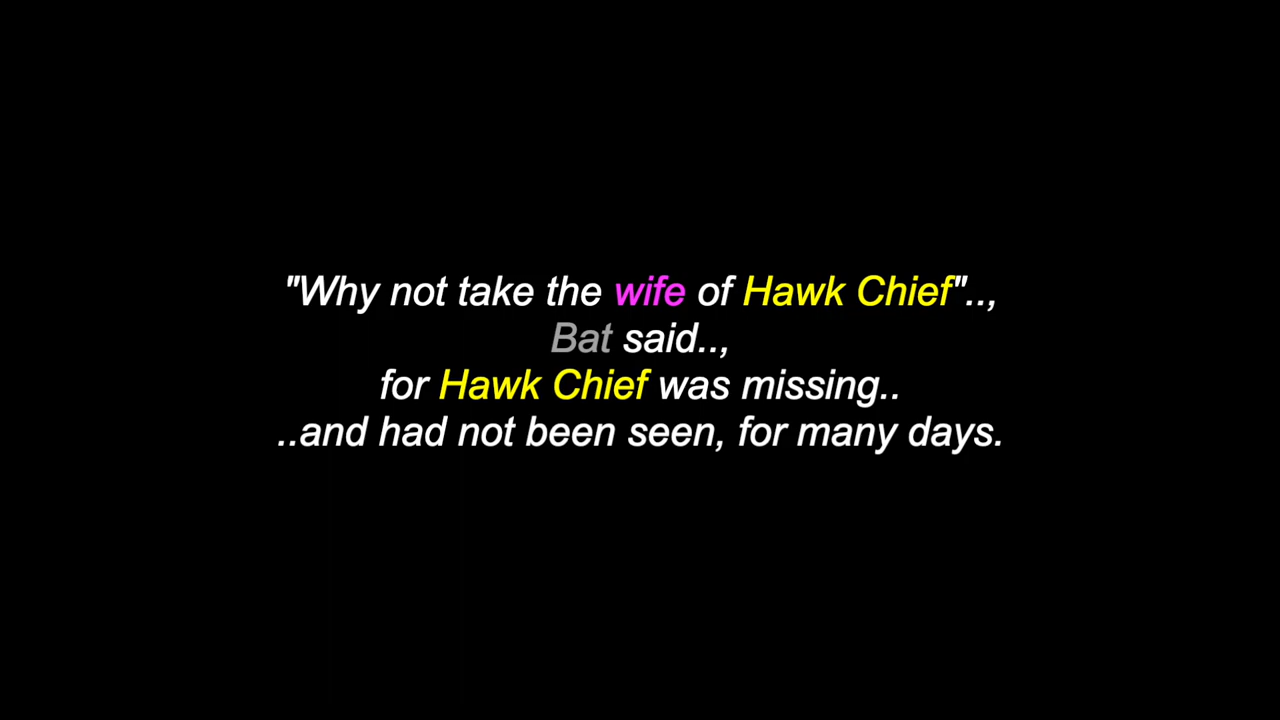 "Why not take the wife of Hawk Chief"..,
Bat said..,
for Hawk Chief was missing..
..and had not been seen, for many days.